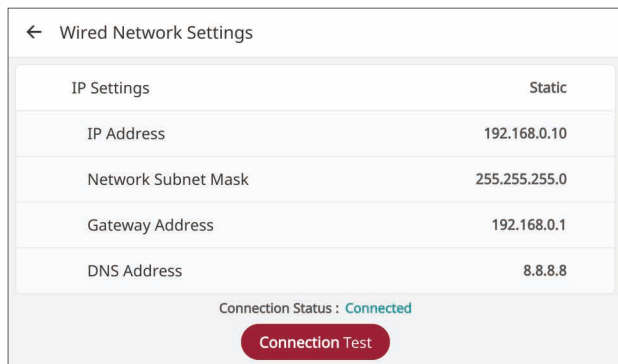 ← Wired Network Settings
IP Settings Static
IP Address 192.168.0.10
Network Subnet Mask 255.255.255.0
Gateway Address 192.168.0.1
DNS Address 8.8.8.8
Connection Status : Connected
Connection Test